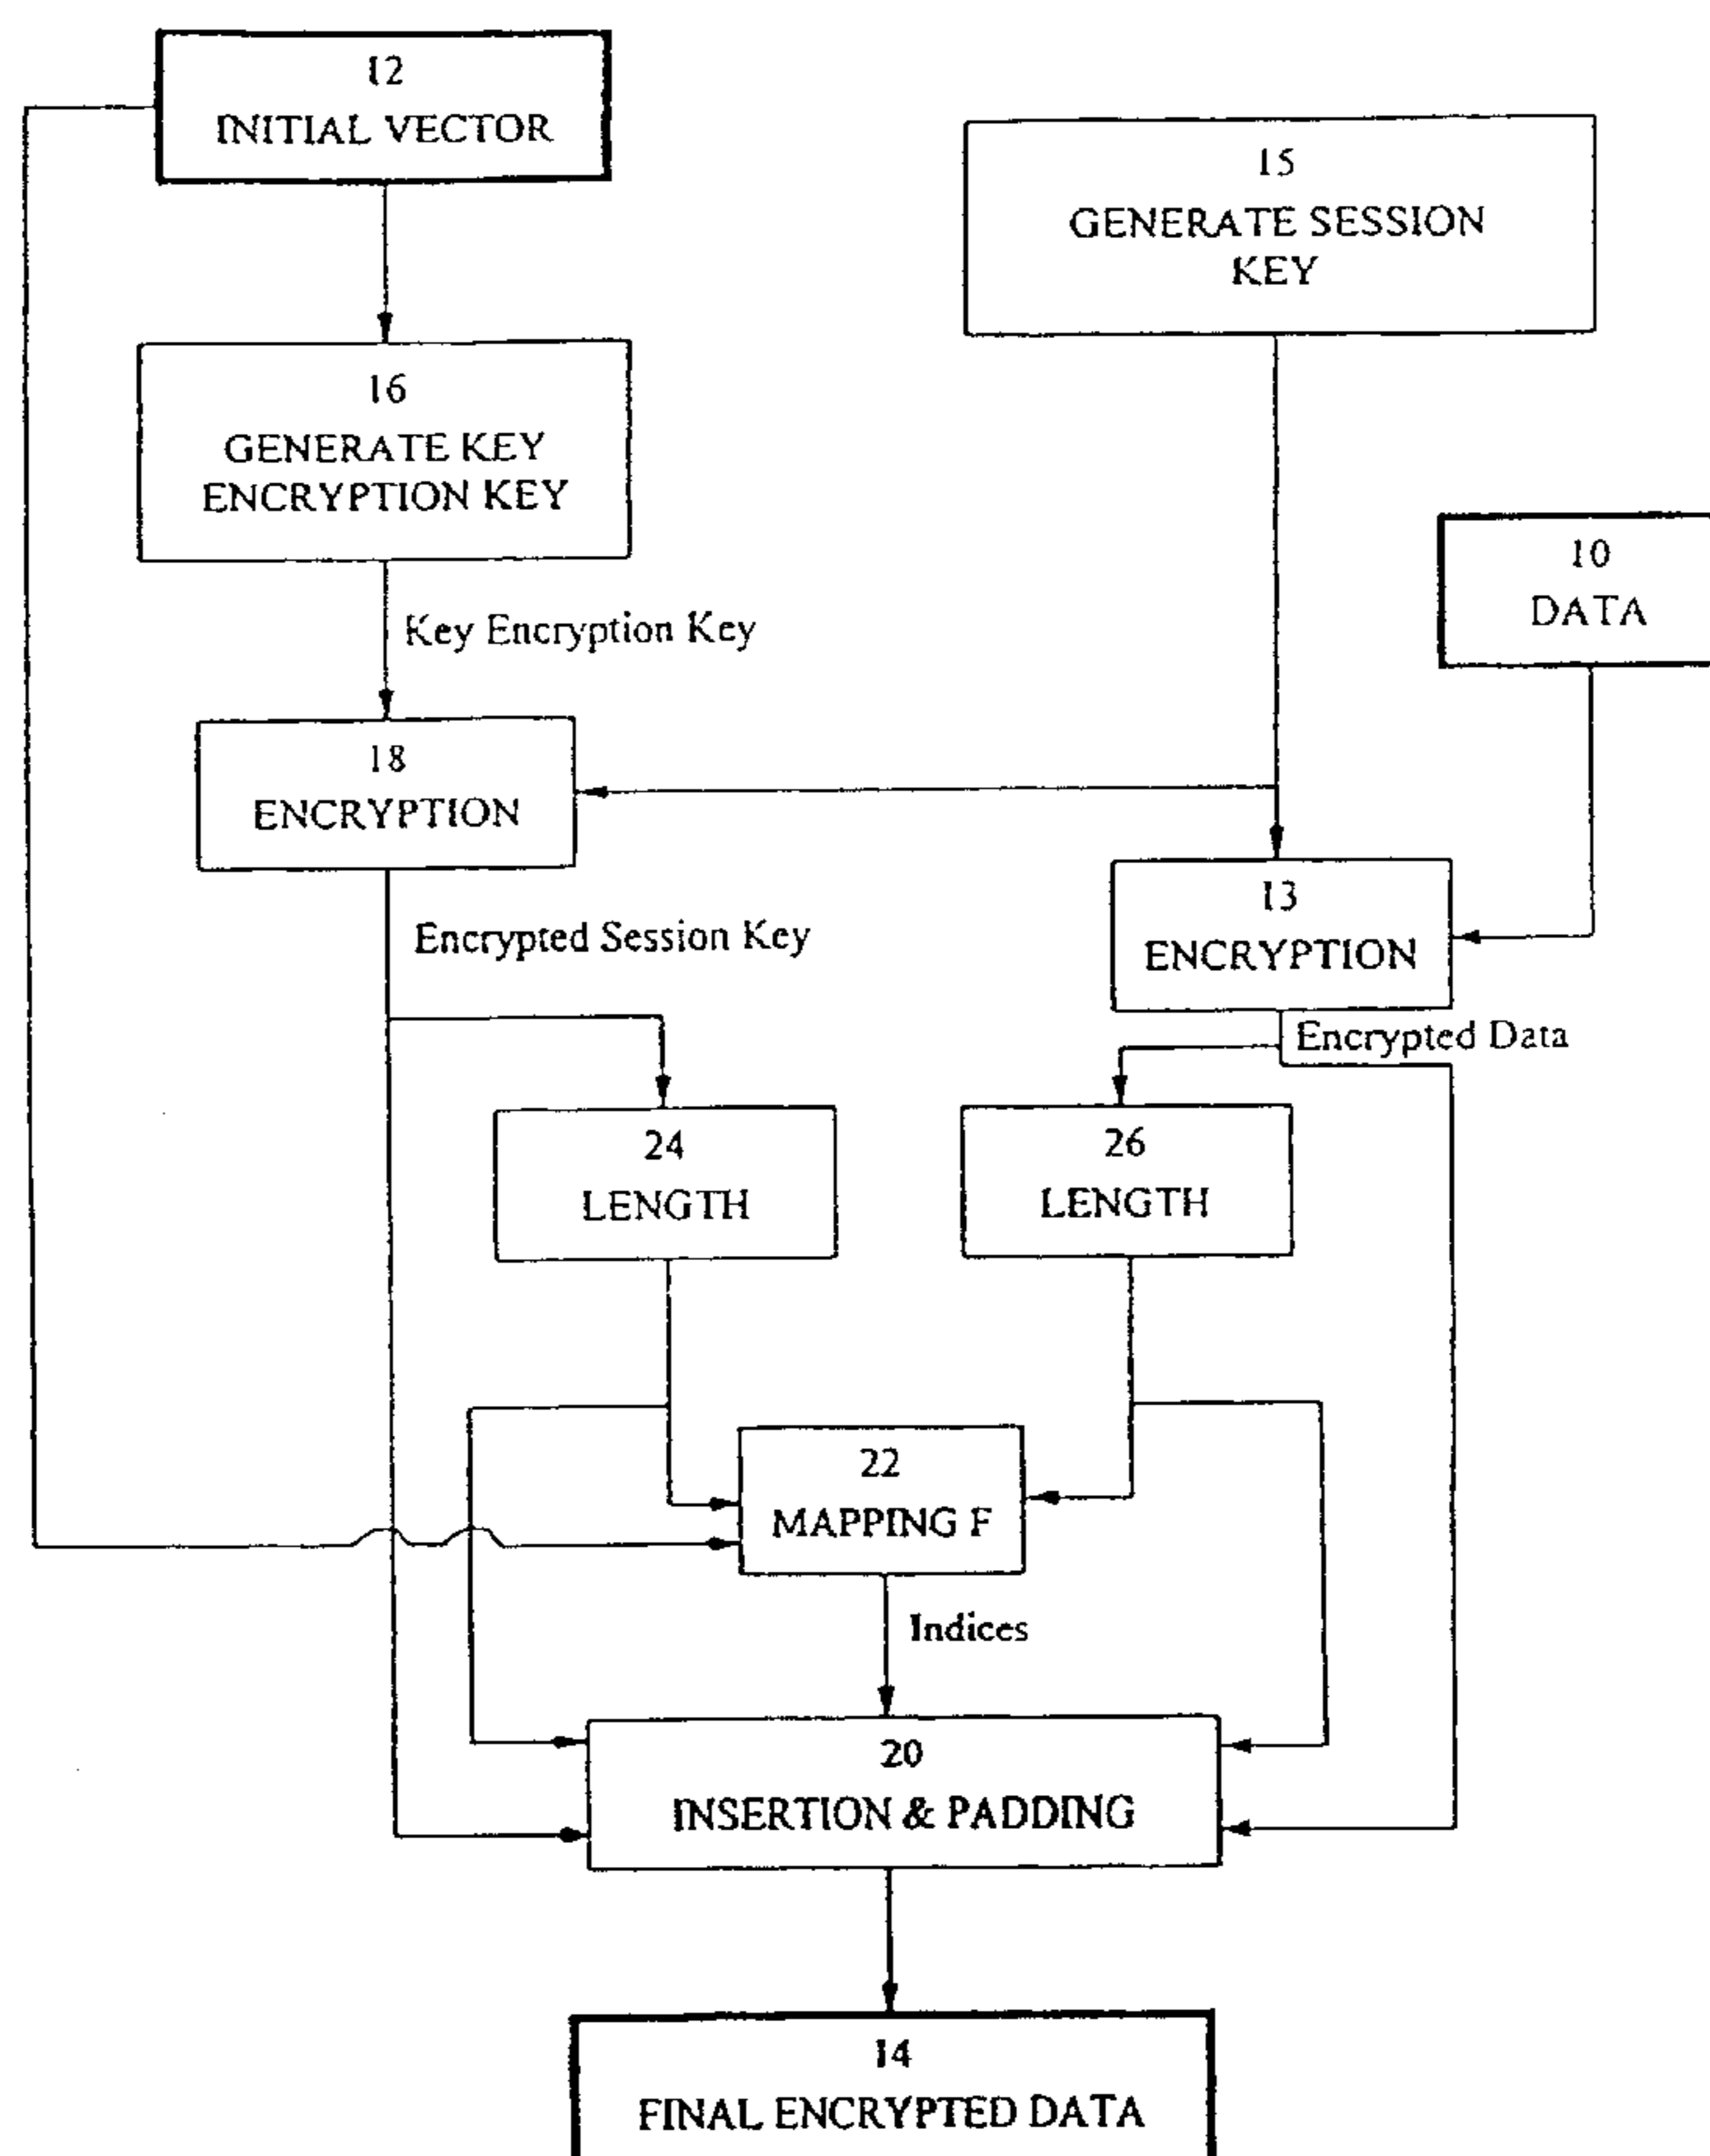 12
INITIAL VECTOR
15
GENERATE SESSION
KEY
16
GENERATE KEY
ENCRYPTION KEY
10
DATA
Key Encryption Key
18
ENCRYPTION
13
ENCRYPTION
Encrypted Session Key
Encrypted Data
24
LENGTH
26
LENGTH
22
MAPPING F
Indices
20
INSERTION & PADDING
14
FINAL ENCRYPTED DATA